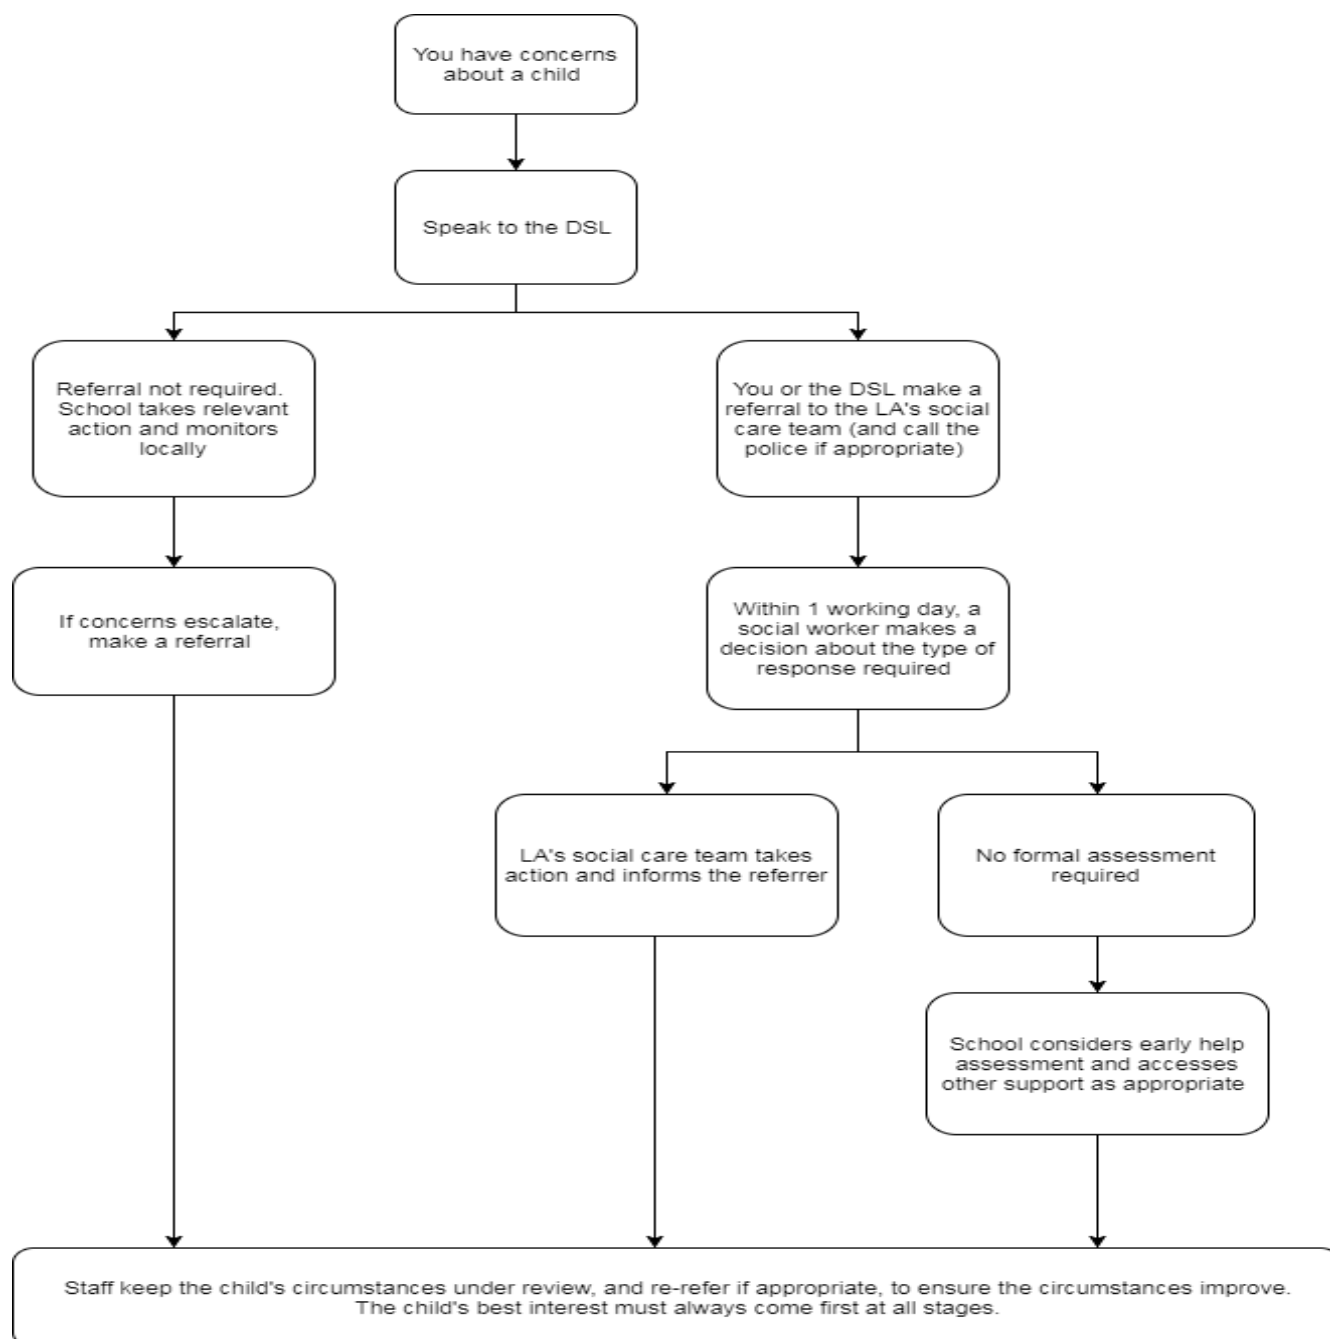 You have concerns
about a child
Speak to the DSL
Referral not required.
School takes relevant
action and monitors
locally
You or the DSL make a
referral to the LA's social
care team (and call the
police if appropriate)
If concerns escalate,
make a referral
Within 1 working day, a
social worker makes a
decision about the type of
response required
LA's social care team takes
action and informs the referrer
No formal assessment
required
School considers early help
assessment and accesses
other support as appropriate
Staff keep the child's circumstances under review, and re-refer if appropriate, to ensure the circumstances improve.
The child's best interest must always come first at all stages.